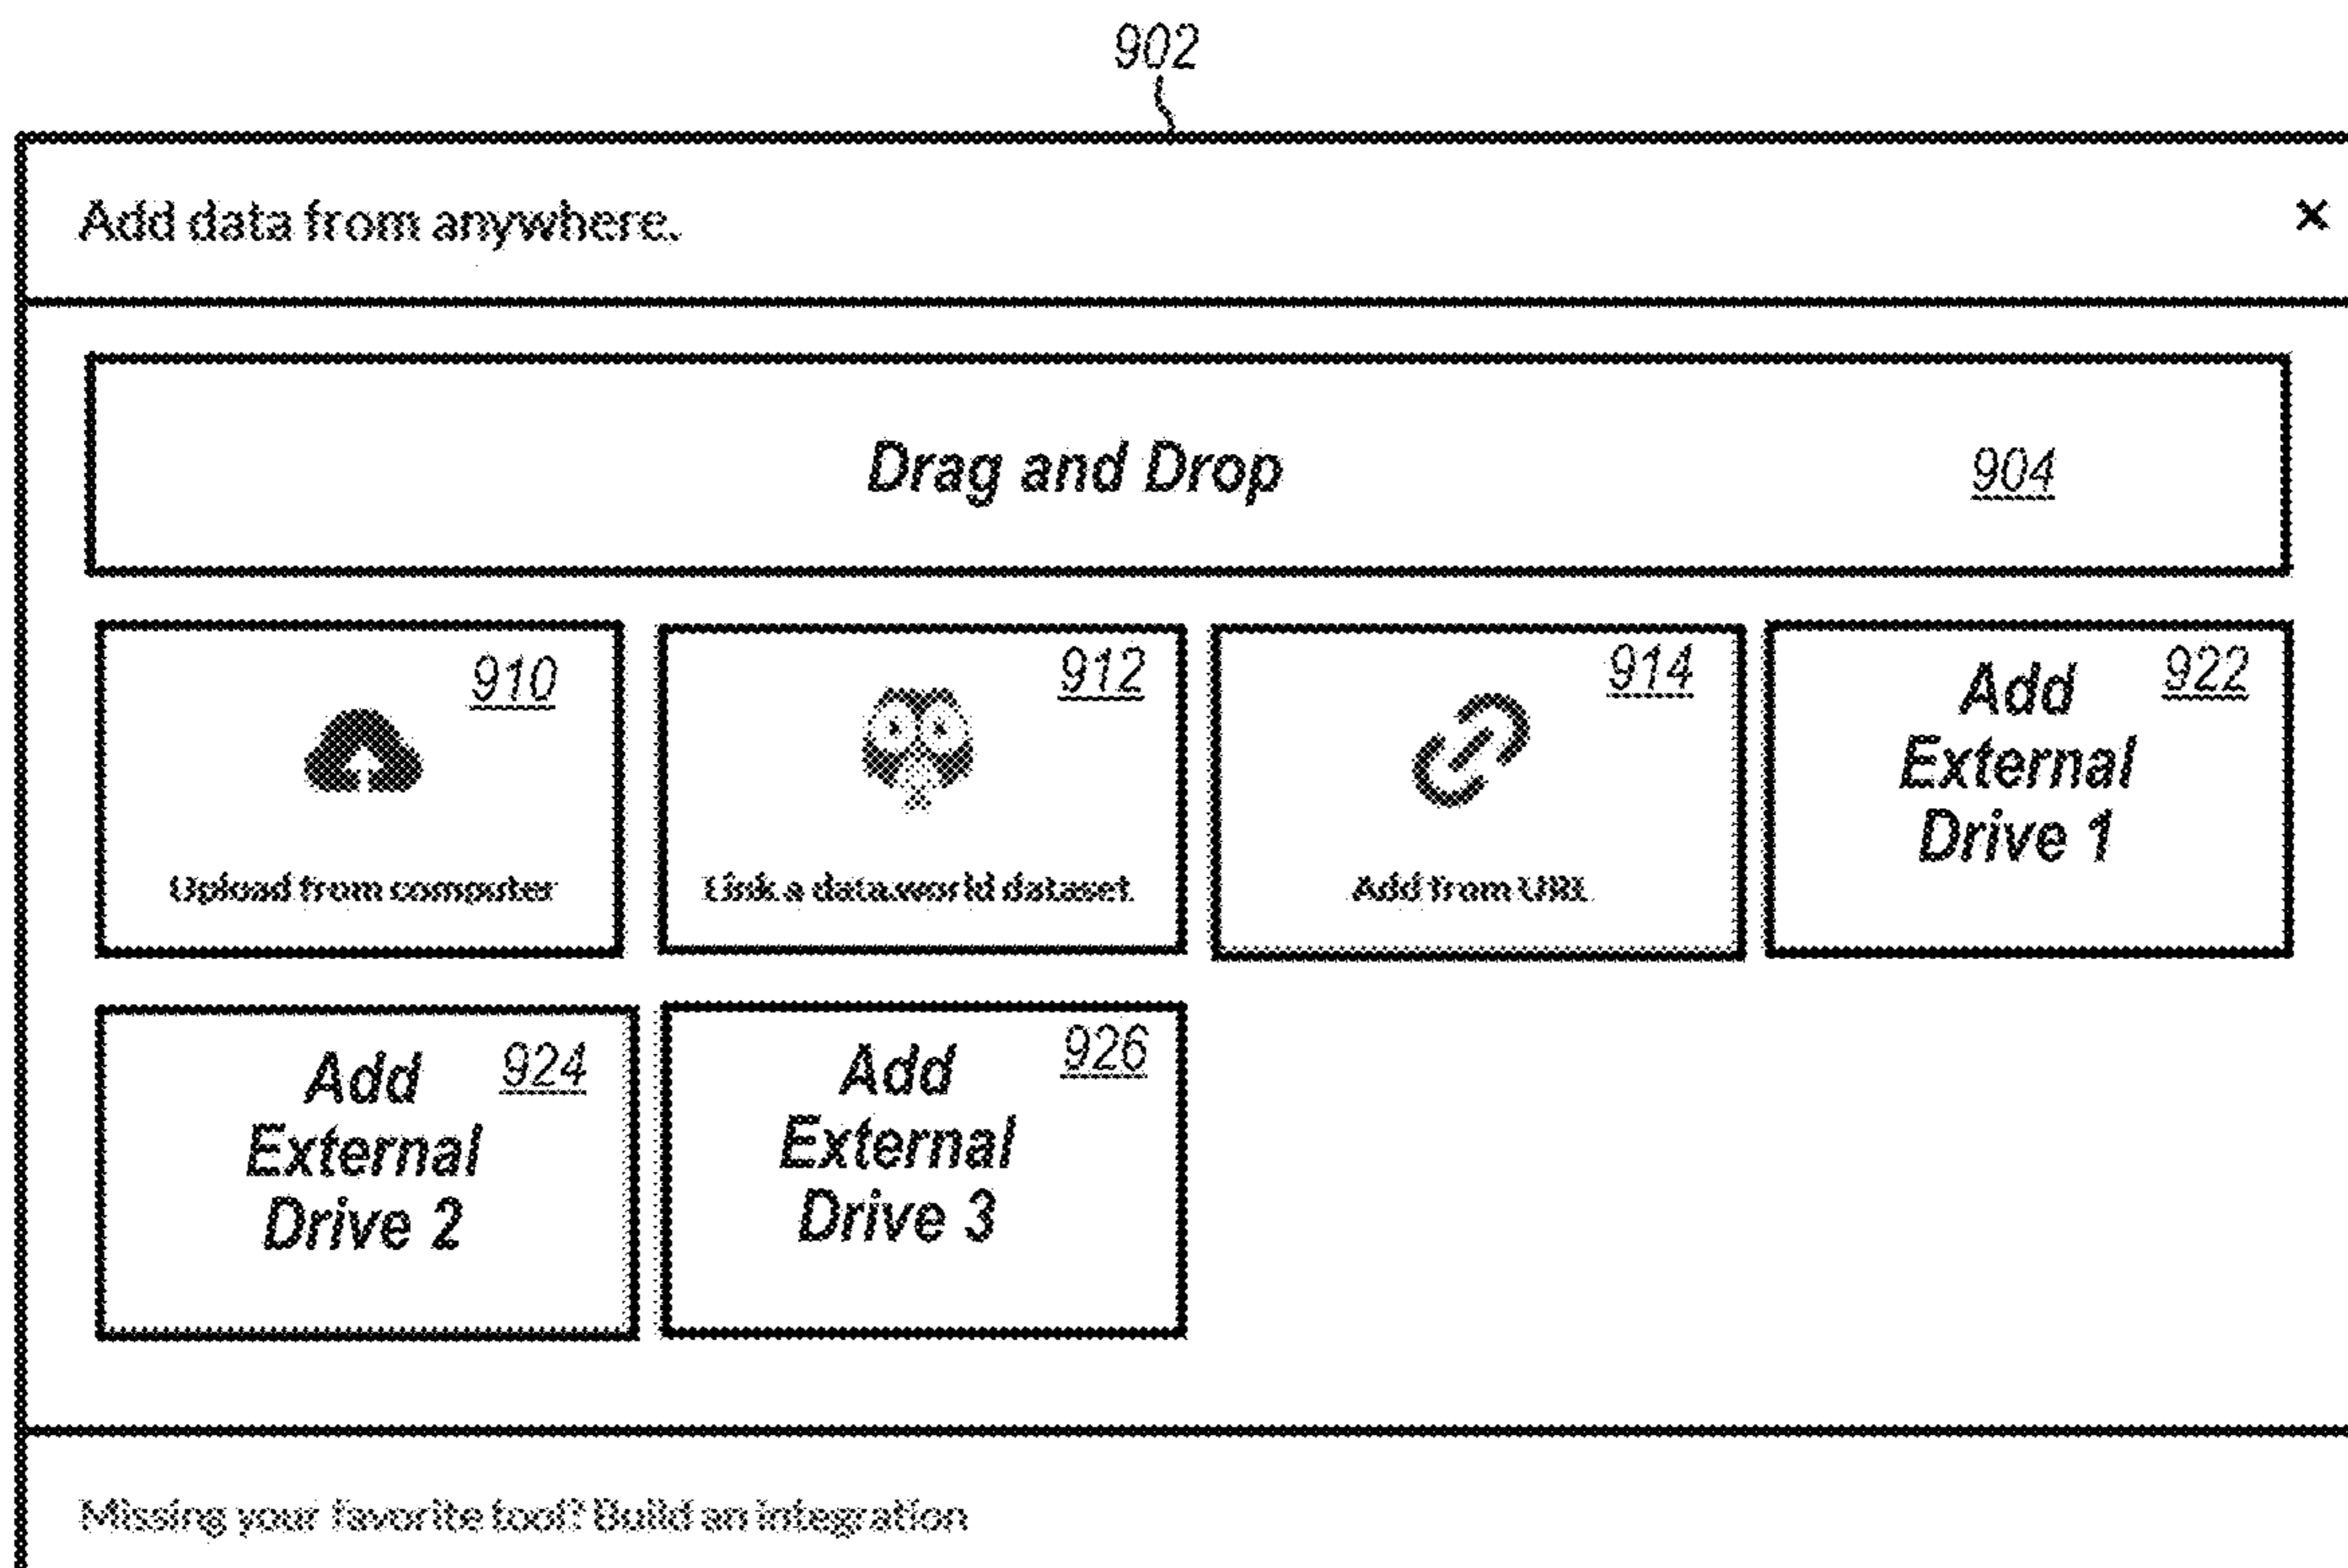 902
Add data from anywhere.
×
Drag and Drop 904
910
Upload from computer
912
Link a data.world dataset
914
Add from URL
922
Add
External
Drive 1
924
Add
External
Drive 2
926
Add
External
Drive 3
Missing your favorite tool? Build an integration